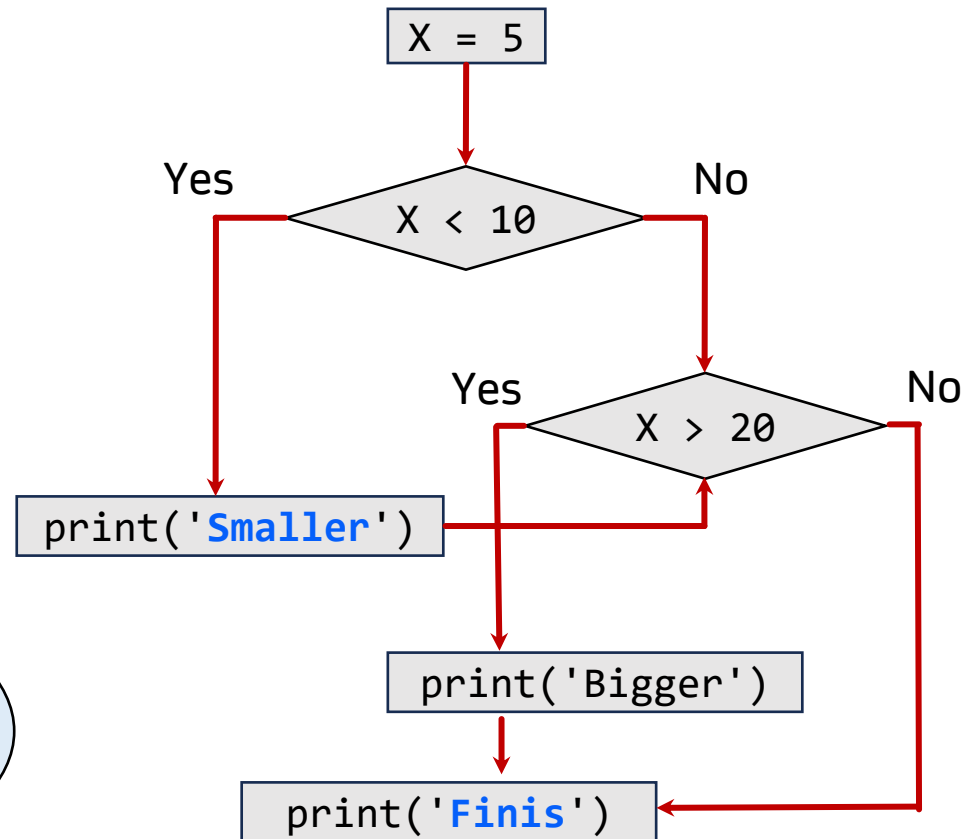 X = 5
Yes
No
X < 10
Yes
No
X > 20
print('Smaller')
print('Bigger')
print('Finis')